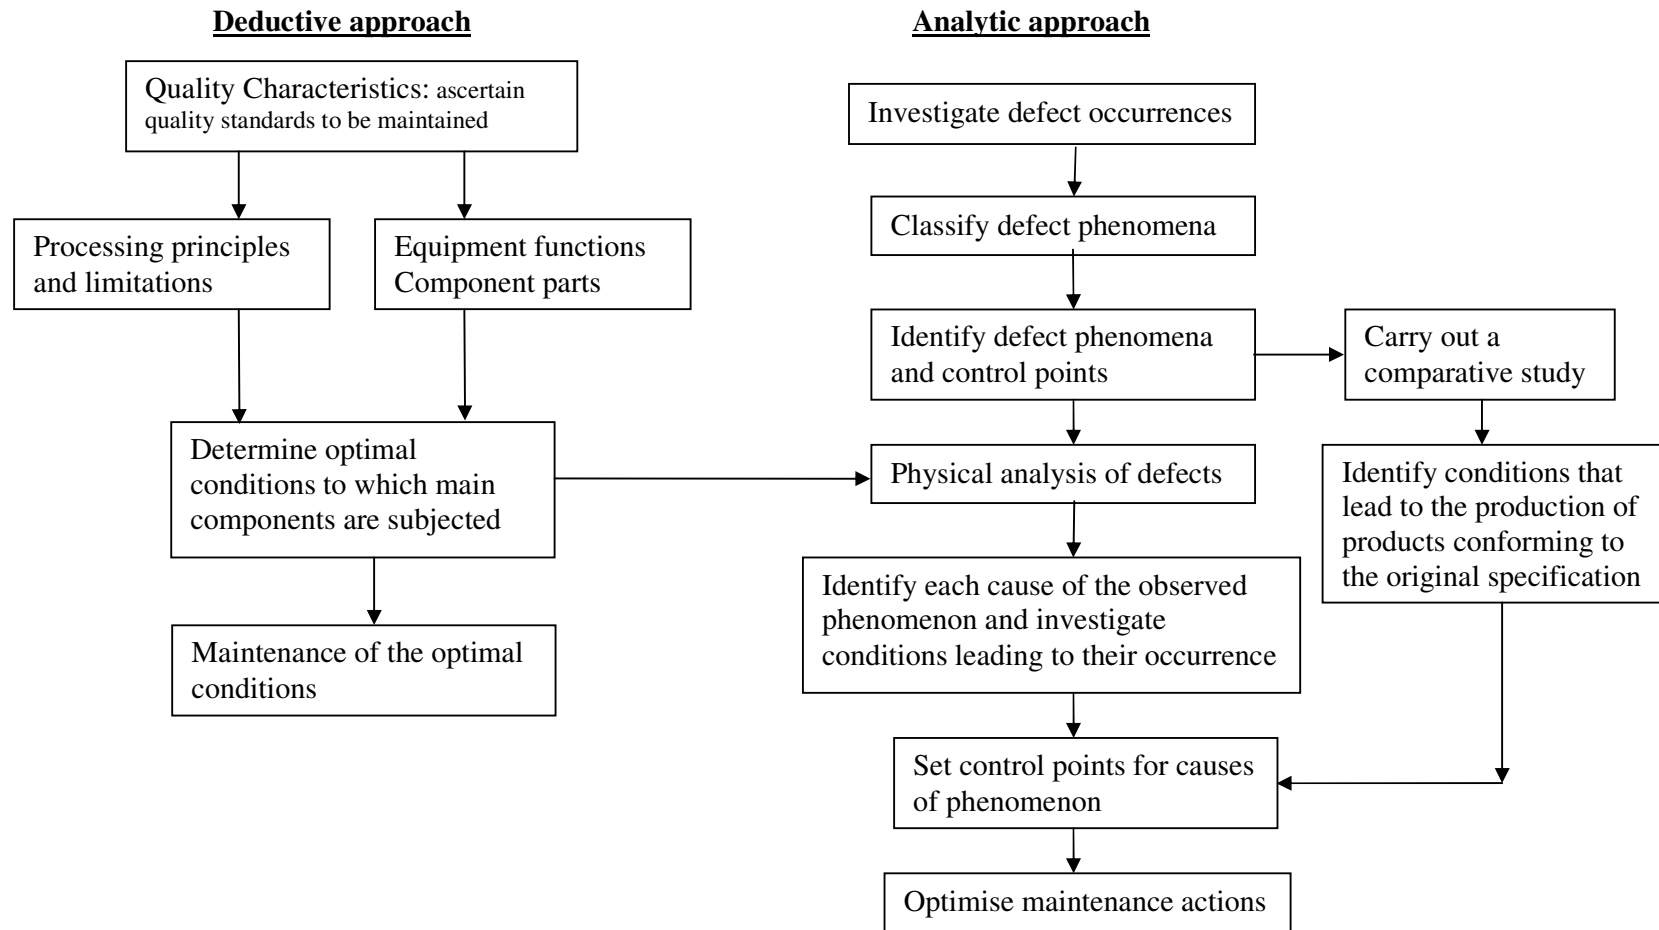 Deductive approach
Quality Characteristics: ascertain
quality standards to be maintained
Processing principles
and limitations
Equipment functions
Component parts
Determine optimal
conditions to which main
components are subjected
Maintenance of the optimal
conditions
Analytic approach
Investigate defect occurrences
Classify defect phenomena
Identify defect phenomena
and control points
Carry out a
comparative study
Physical analysis of defects
Identify conditions that
lead to the production of
products conforming to
the original specification
Identify each cause of the observed
phenomenon and investigate
conditions leading to their occurrence
Set control points for causes
of phenomenon
Optimise maintenance actions